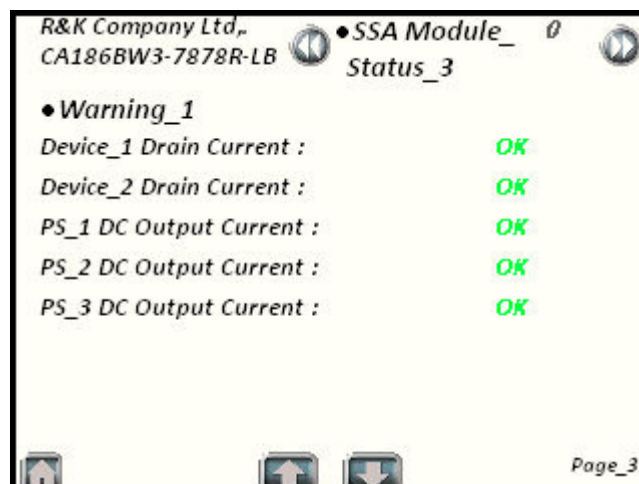 R&K Company Ltd,.
CA186BW3-7878R-LB
•SSA Module_ 0
Status_3
•Warning_1
Device_1 Drain Current : OK
Device_2 Drain Current : OK
PS_1 DC Output Current : OK
PS_2 DC Output Current : OK
PS_3 DC Output Current : OK
Page_3